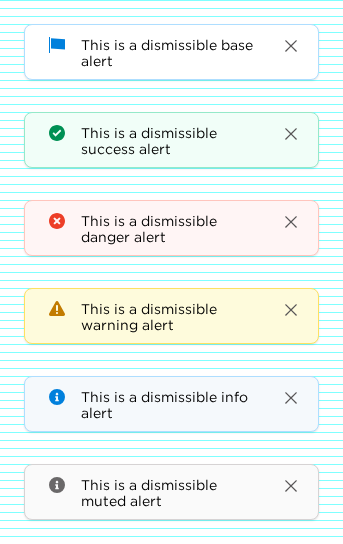 This is a dismissible base
alert
This is a dismissible
success alert
This is a dismissible
danger alert
This is a dismissible
warning alert
This is a dismissible info
alert
This is a dismissible
muted alert